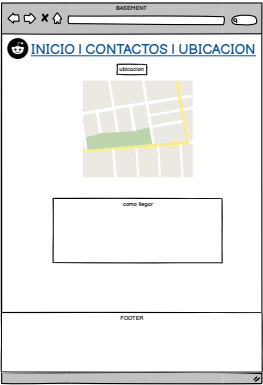 BASEMENT
INICIO | CONTACTOS | UBICACION
ubicacion
como llegar
FOOTER